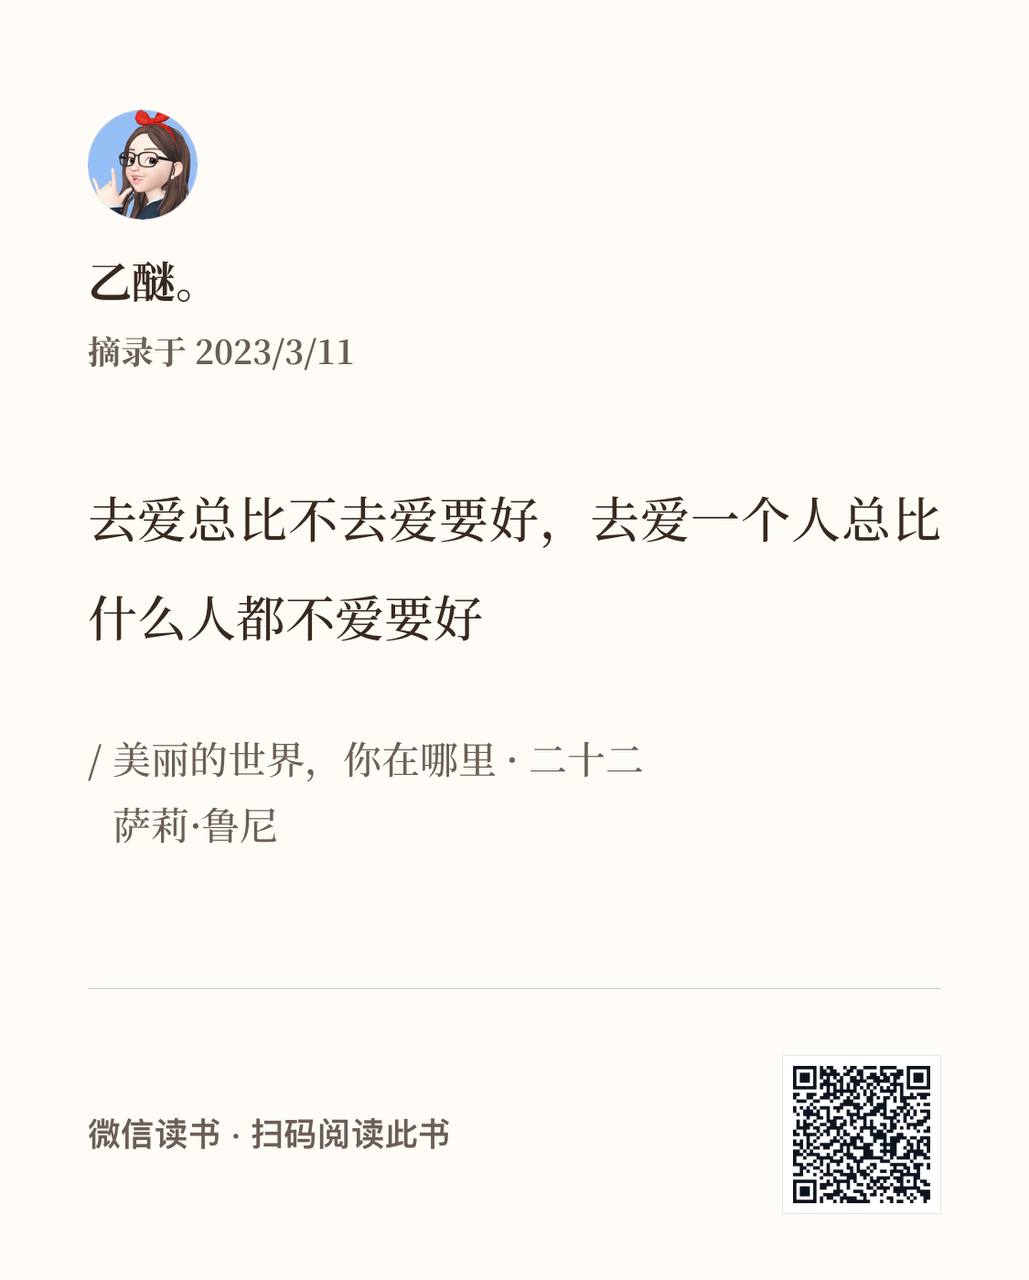 乙醚。
摘录于 2023/3/11
去爱总比不去爱要好，去爱一个人总比
什么人都不爱要好
/ 美丽的世界，你在哪里 · 二十二
萨莉·鲁尼
微信读书 · 扫码阅读此书